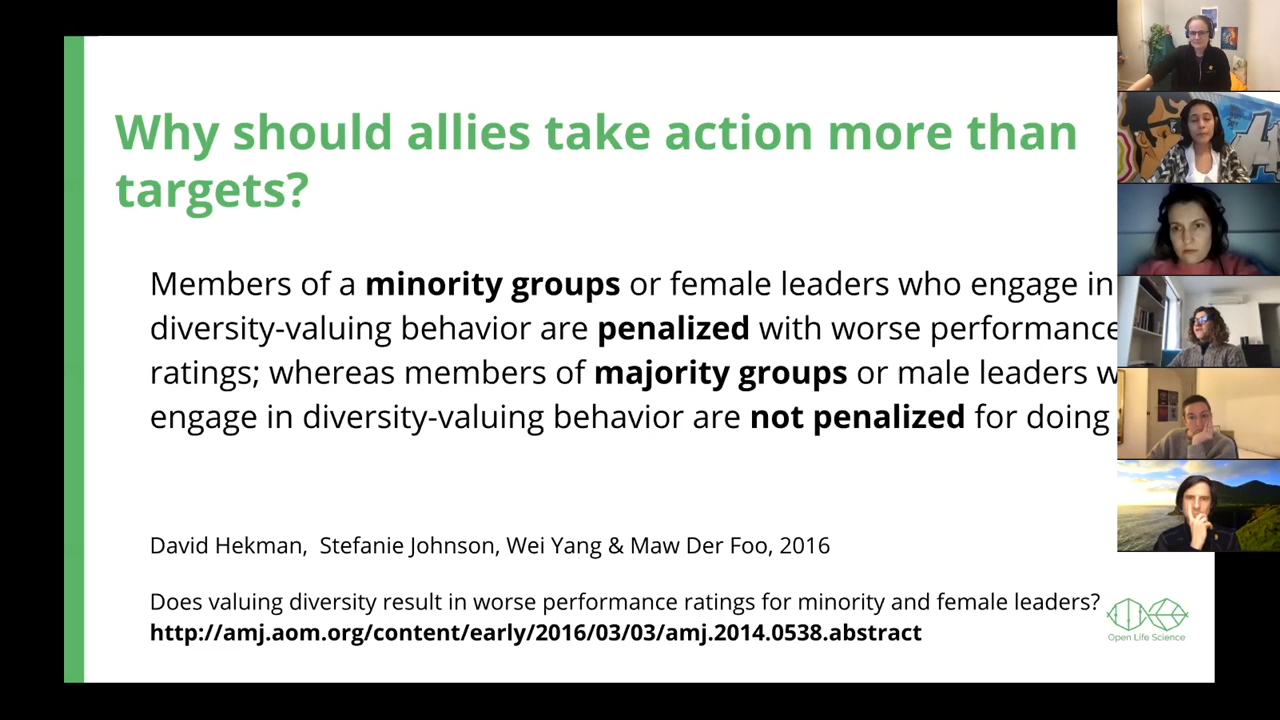 Why should allies take action more than
targets?
Members of a minority groups or female leaders who engage in
diversity-valuing behavior are penalized with worse performance
ratings; whereas members of majority groups or male leaders
engage in diversity-valuing behavior are not penalized for doing
David Hekman,  Stefanie Johnson, Wei Yang & Maw Der Foo, 2016
Does valuing diversity result in worse performance ratings for minority and female leaders?
http://amj.aom.org/content/early/2016/03/03/amj.2014.0538.abstract
Open Life Science